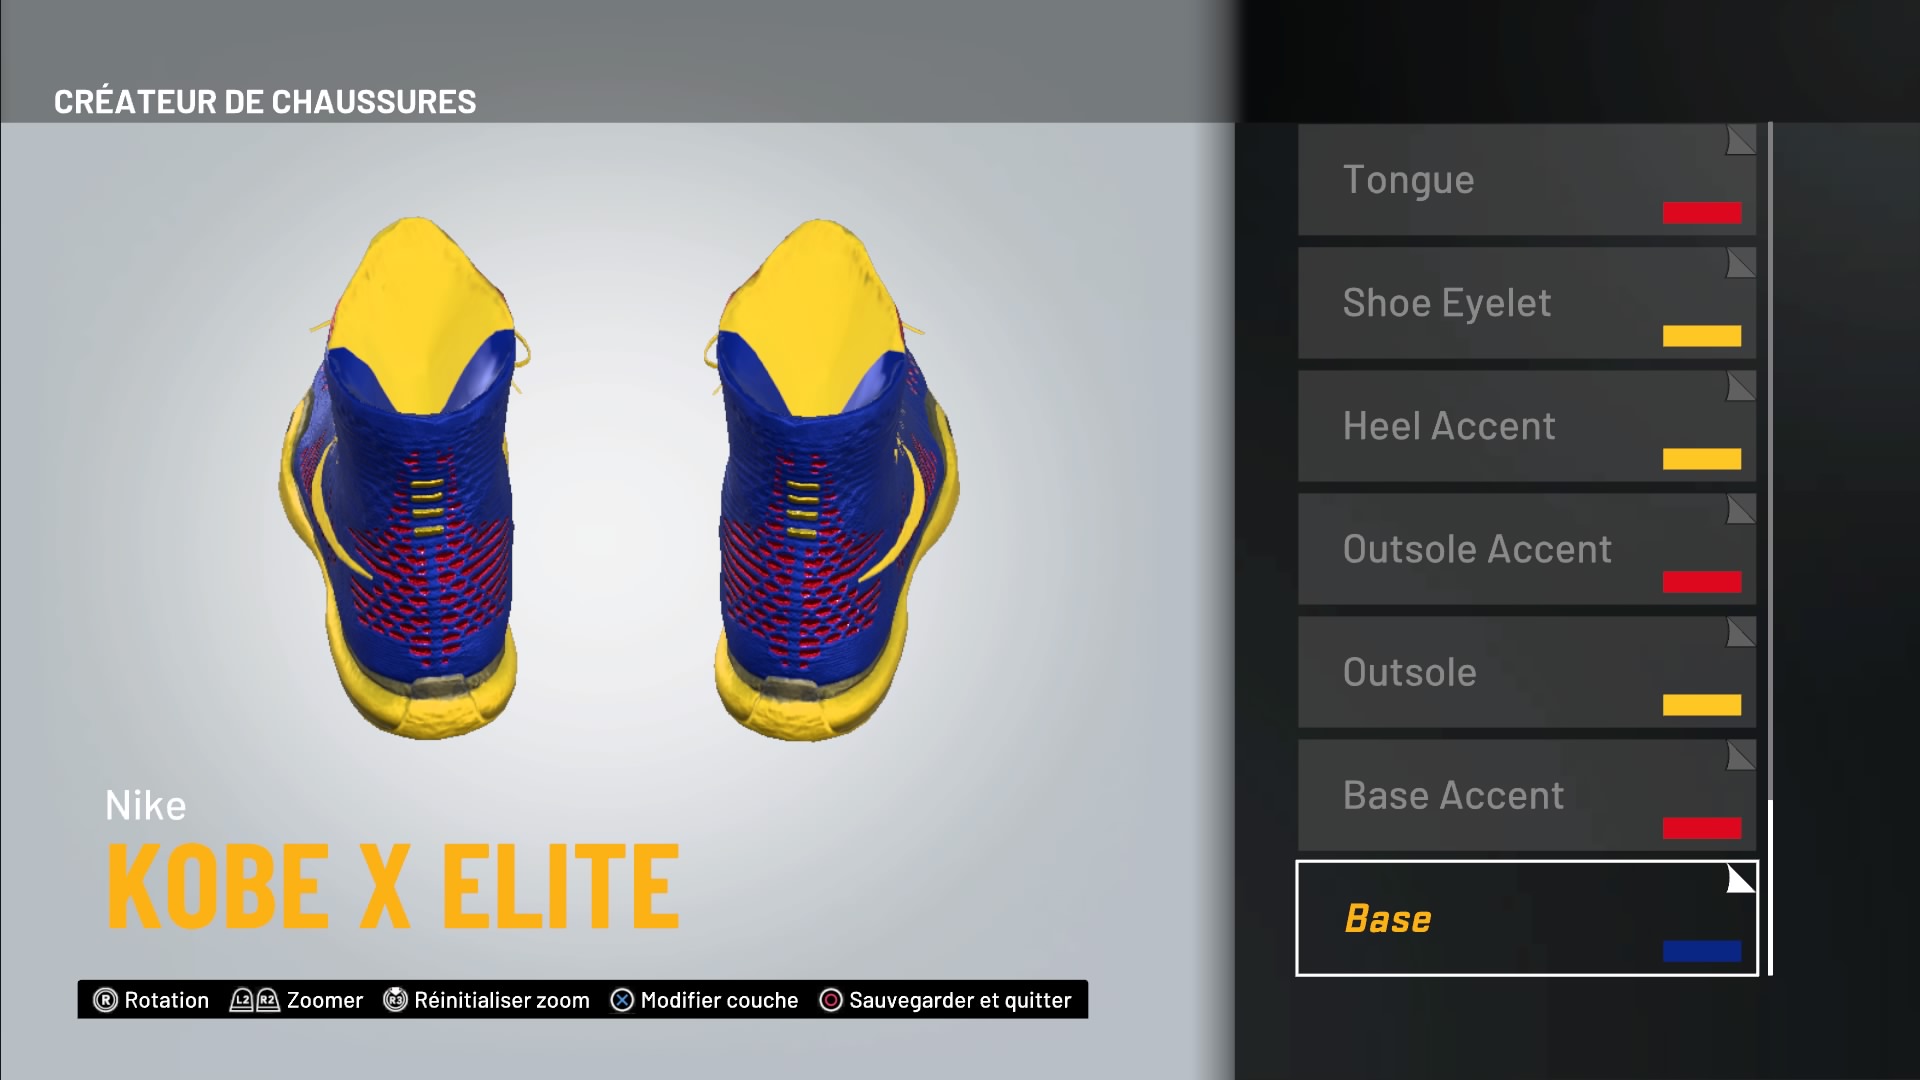 CRÉATEUR DE CHAUSSURES
Tongue
Shoe Eyelet
Heel Accent
Outsole Accent
Outsole
Base Accent
Base
Nike
KOBE X ELITE
R Rotation L2 R2 Zoomer R3 Réinitialiser zoom Modifier couche Sauvegarder et quitter